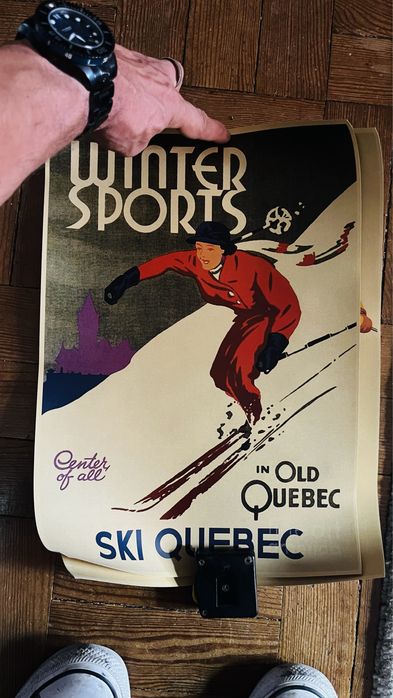 WINTER
SPORTS
Center
of all
IN OLD
QUEBEC
SKI QUEBEC